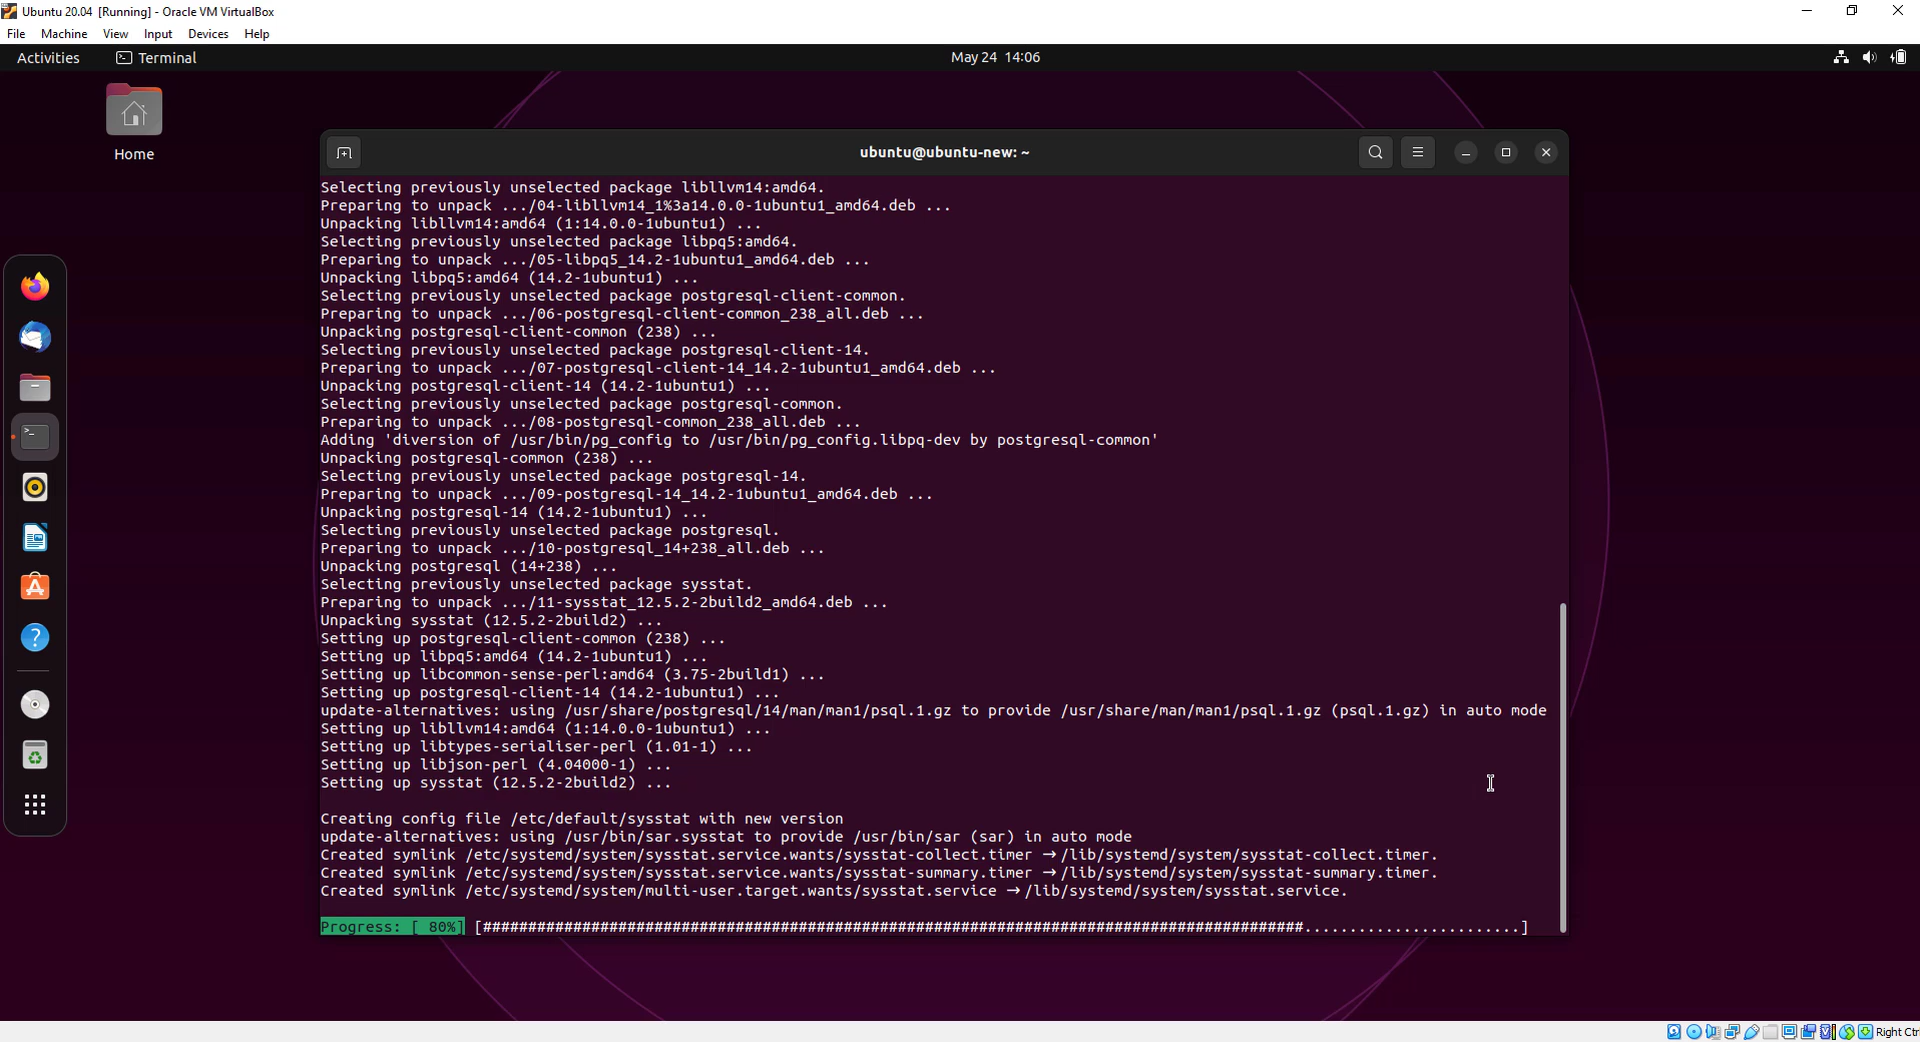 Ubuntu 20.04 [Running] - Oracle VM VirtualBox
File Machine View Input Devices Help
Activities Terminal May 24 14:06
Home
ubuntu@ubuntu-new: ~
Selecting previously unselected package libllvm14:amd64.
Preparing to unpack .../04-libllvm14_1%3a14.0.0-1ubuntu1_amd64.deb ...
Unpacking libllvm14:amd64 (1:14.0.0-1ubuntu1) ...
Selecting previously unselected package libpq5:amd64.
Preparing to unpack .../05-libpq5_14.2-1ubuntu1_amd64.deb ...
Unpacking libpq5:amd64 (14.2-1ubuntu1) ...
Selecting previously unselected package postgresql-client-common.
Preparing to unpack .../06-postgresql-client-common_238_all.deb ...
Unpacking postgresql-client-common (238) ...
Selecting previously unselected package postgresql-client-14.
Preparing to unpack .../07-postgresql-client-14_14.2-1ubuntu1_amd64.deb ...
Unpacking postgresql-client-14 (14.2-1ubuntu1) ...
Selecting previously unselected package postgresql-common.
Preparing to unpack .../08-postgresql-common_238_all.deb ...
Adding 'diversion of /usr/bin/pg_config to /usr/bin/pg_config.libpq-dev by postgresql-common'
Unpacking postgresql-common (238) ...
Selecting previously unselected package postgresql-14.
Preparing to unpack .../09-postgresql-14_14.2-1ubuntu1_amd64.deb ...
Unpacking postgresql-14 (14.2-1ubuntu1) ...
Selecting previously unselected package postgresql.
Preparing to unpack .../10-postgresql_14+238_all.deb ...
Unpacking postgresql (14+238) ...
Selecting previously unselected package sysstat.
Preparing to unpack .../11-sysstat_12.5.2-2build2_amd64.deb ...
Unpacking sysstat (12.5.2-2build2) ...
Setting up postgresql-client-common (238) ...
Setting up libpq5:amd64 (14.2-1ubuntu1) ...
Setting up libcommon-sense-perl:amd64 (3.75-2build1) ...
Setting up postgresql-client-14 (14.2-1ubuntu1) ...
update-alternatives: using /usr/share/postgresql/14/man/man1/psql.1.gz to provide /usr/share/man/man1/psql.1.gz (psql.1.gz) in auto mode
Setting up libllvm14:amd64 (1:14.0.0-1ubuntu1) ...
Setting up libtypes-serialiser-perl (1.01-1) ...
Setting up libjson-perl (4.04000-1) ...
Setting up sysstat (12.5.2-2build2) ...
Creating config file /etc/default/sysstat with new version
update-alternatives: using /usr/bin/sar.sysstat to provide /usr/bin/sar (sar) in auto mode
Created symlink /etc/systemd/system/sysstat.service.wants/sysstat-collect.timer → /lib/systemd/system/sysstat-collect.timer.
Created symlink /etc/systemd/system/sysstat.service.wants/sysstat-summary.timer → /lib/systemd/system/sysstat-summary.timer.
Created symlink /etc/systemd/system/multi-user.target.wants/sysstat.service → /lib/systemd/system/sysstat.service.
Progress: [ 80%] [###########################################################################################........................]
Right Ctr